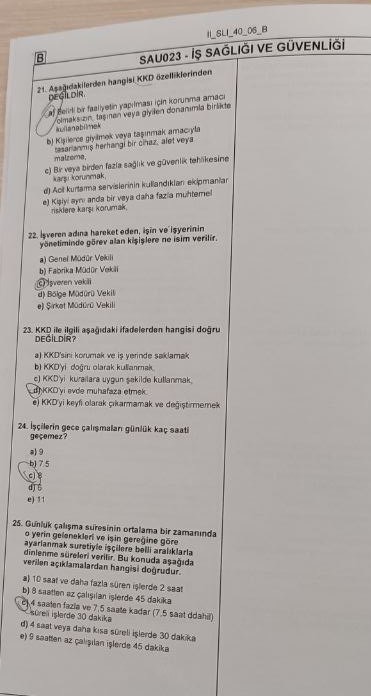 II_SLI_40_06_B
B
SAU023 - İŞ SAĞLIĞI VE GÜVENLİĞİ
21. Aşağıdakilerden hangisi KKD özelliklerinden
DEĞİLDİR.
a) Belirli bir faaliyetin yapılması için korunma amacı
olmaksızın, taşınan veya giyilen donanımla birlikte
kullanabilmek
b) Kişilerce giyilmek veya taşınmak amacıyla
tasarlanmış herhangi bir cihaz, alet veya
malzeme,
c) Bir veya birden fazla sağlık ve güvenlik tehlikesine
karşı korunmak,
d) Acil kurtarma servislerinin kullandıkları ekipmanlar
e) Kişiyi aynı anda bir veya daha fazla muhtemel
risklere karşı korumak,
22. İşveren adına hareket eden, işin ve işyerinin
yönetiminde görev alan kişişlere ne isim verilir.
a) Genel Müdür Vekili
b) Fabrika Müdür Vekili
c) İşveren vekili
d) Bölge Müdürü Vekili
e) Şirket Müdürü Vekili
23. KKD ile ilgili aşağıdaki ifadelerden hangisi doğru
DEĞİLDİR?
a) KKD'sini korumak ve iş yerinde saklamak
b) KKD'yi doğru olarak kullanmak,
c) KKD'yi kurallara uygun şekilde kullanmak,
d) KKD'yi evde muhafaza etmek.
e) KKD'yi keyfi olarak çıkarmamak ve değiştirmemek
24. İşçilerin gece çalışmaları günlük kaç saati
geçemez?
a) 9
b) 7.5
c) 8
d) 6
e) 11
25. Günlük çalışma süresinin ortalama bir zamanında
o yerin gelenekleri ve işin gereğine göre
ayarlanmak suretiyle işçilere belli aralıklarla
dinlenme süreleri verilir. Bu konuda aşağıda
verilen açıklamalardan hangisi doğrudur.
a) 10 saat ve daha fazla süren işlerde 2 saat
b) 8 saatten az çalışılan işlerde 45 dakika
c) 4 saaten fazla ve 7,5 saate kadar (7,5 saat ddahil)
süreli işlerde 30 dakika
d) 4 saat veya daha kısa süreli işlerde 30 dakika
e) 9 saatten az çalışılan işlerde 45 dakika